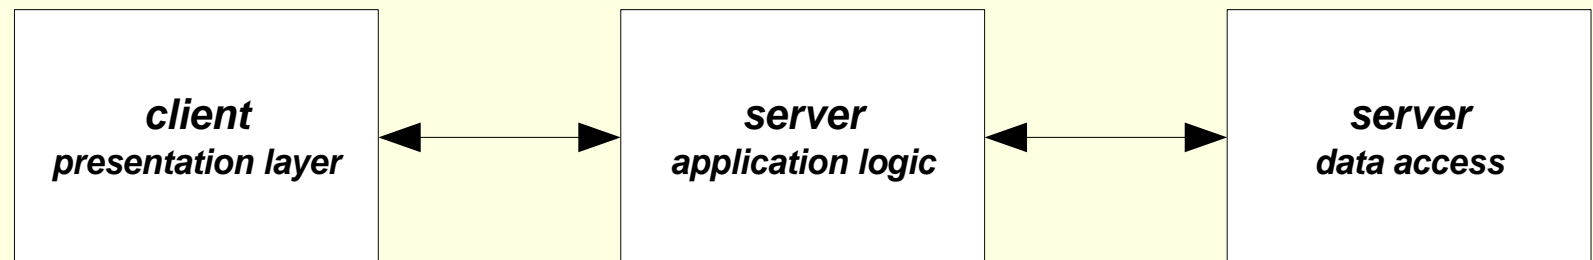 client
presentation layer
server
application logic
server
data access